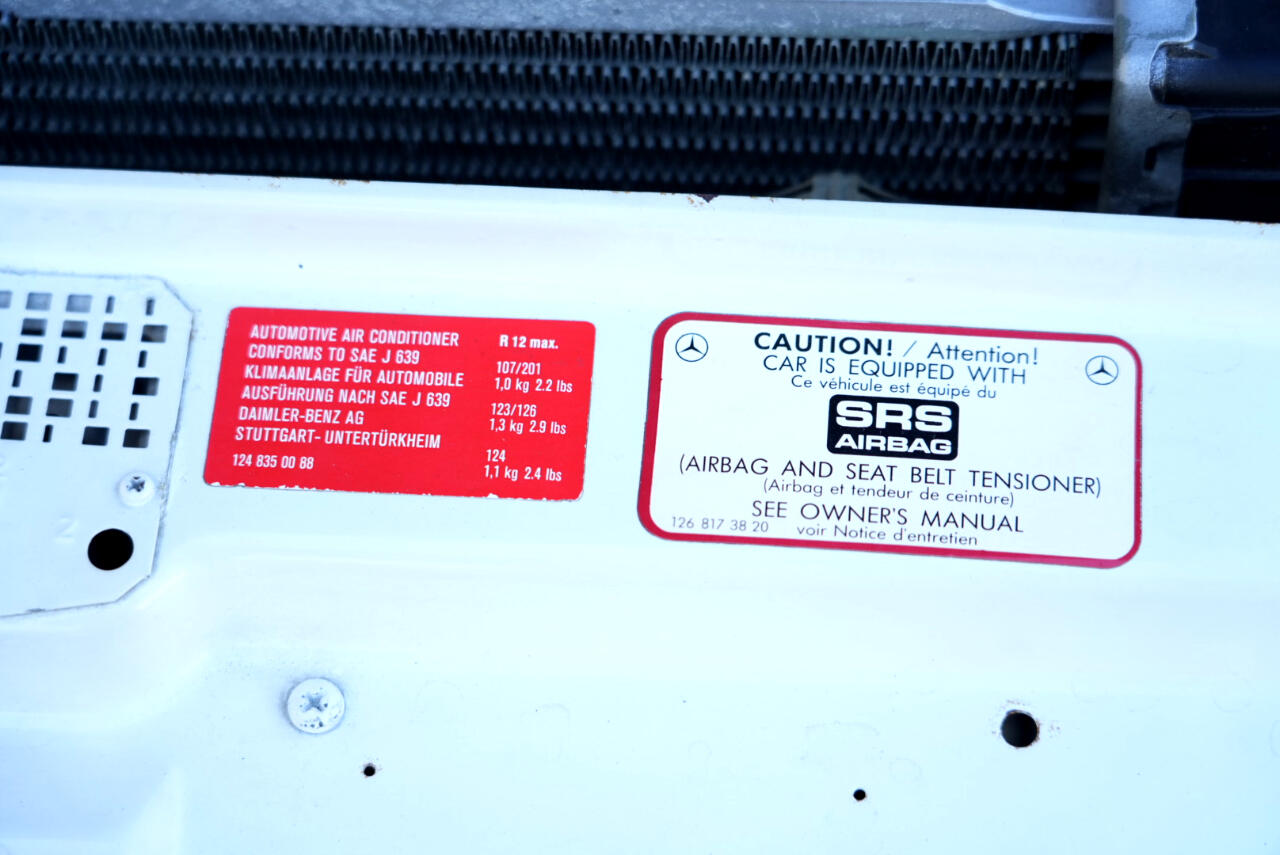 AUTOMOTIVE AIR CONDITIONER
CONFORMS TO SAE J 639
KLIMAANLAGE FÜR AUTOMOBILE
AUSFÜHRUNG NACH SAE J 639
DAIMLER-BENZ AG
STUTTGART-UNTERTÜRKHEIM
124 835 00 88
R 12 max.
107/201
1,0 kg 2.2 lbs
123/126
1,3 kg 2.9 lbs
124
1,1 kg 2.4 lbs
CAUTION! / Attention!
CAR IS EQUIPPED WITH
Ce véhicule est équipé du
SRS
AIRBAG
(AIRBAG AND SEAT BELT TENSIONER)
(Airbag et tendeur de ceinture)
SEE OWNER'S MANUAL
126 817 38 20 voir Notice d'entretien
2